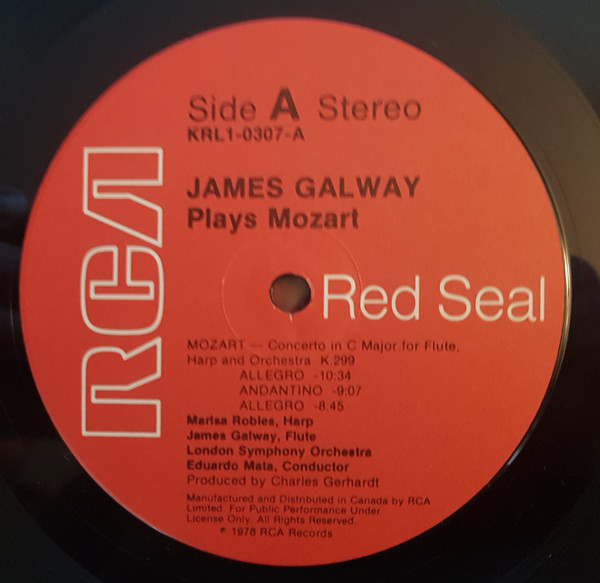 Side A Stereo
KRL1-0307-A
JAMES GALWAY
Plays Mozart
RCA
Red Seal
MOZART — Concerto in C Major for Flute,
Harp and Orchestra K.299
ALLEGRO -10:34
ANDANTINO -9:07
ALLEGRO -8:45
Marisa Robles, Harp
James Galway, Flute
London Symphony Orchestra
Eduardo Mata, Conductor
Produced by Charles Gerhardt
Manufactured and Distributed in Canada by RCA
Limited. For Public Performance Under
License Only. All Rights Reserved.
℗ 1978 RCA Records